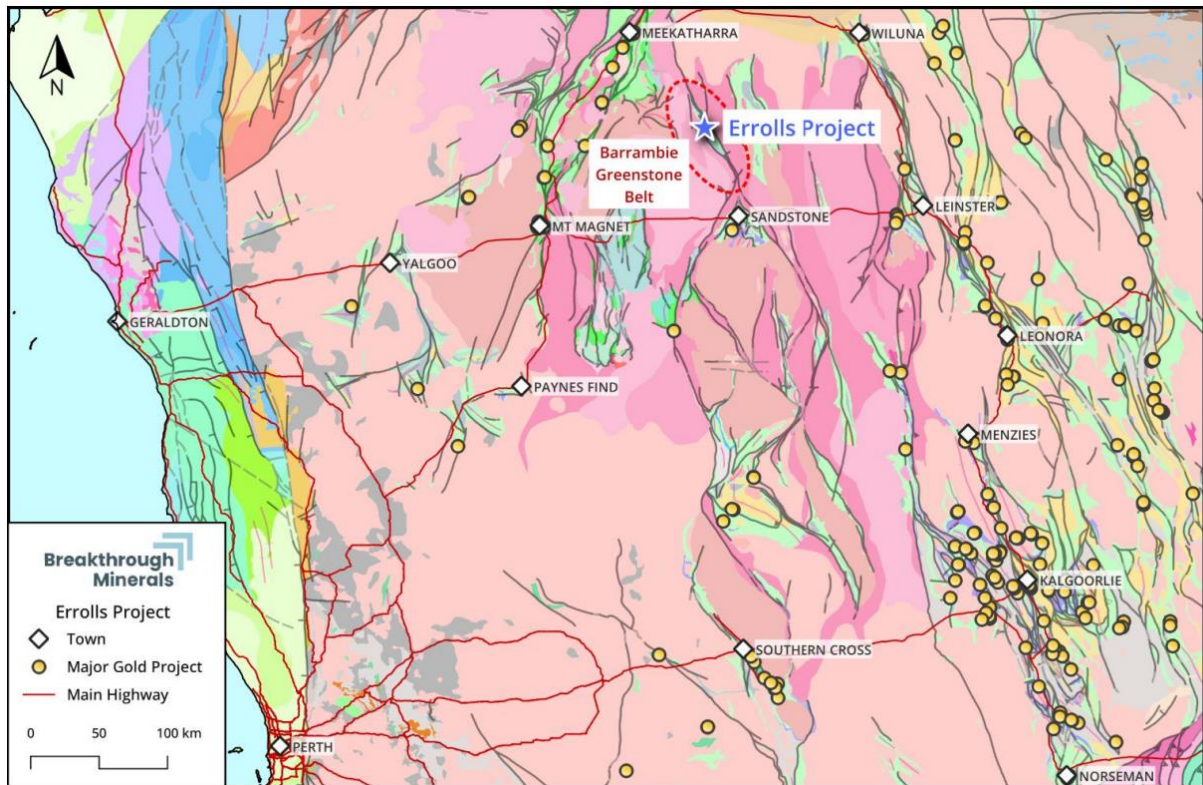 MEEKATHARRA
WILUNA
N
Errolls Project
Barrambie
Greenstone
Belt
LEINSTER
SANDSTONE
MT MAGNET
YALGOO
GERALDTON
LEONORA
PAYNES FIND
MENZIES
KALGOORLIE
SOUTHERN CROSS
PERTH
NORSEMAN
Breakthrough
Minerals
Errolls Project
Town
Major Gold Project
Main Highway
0 50 100 km